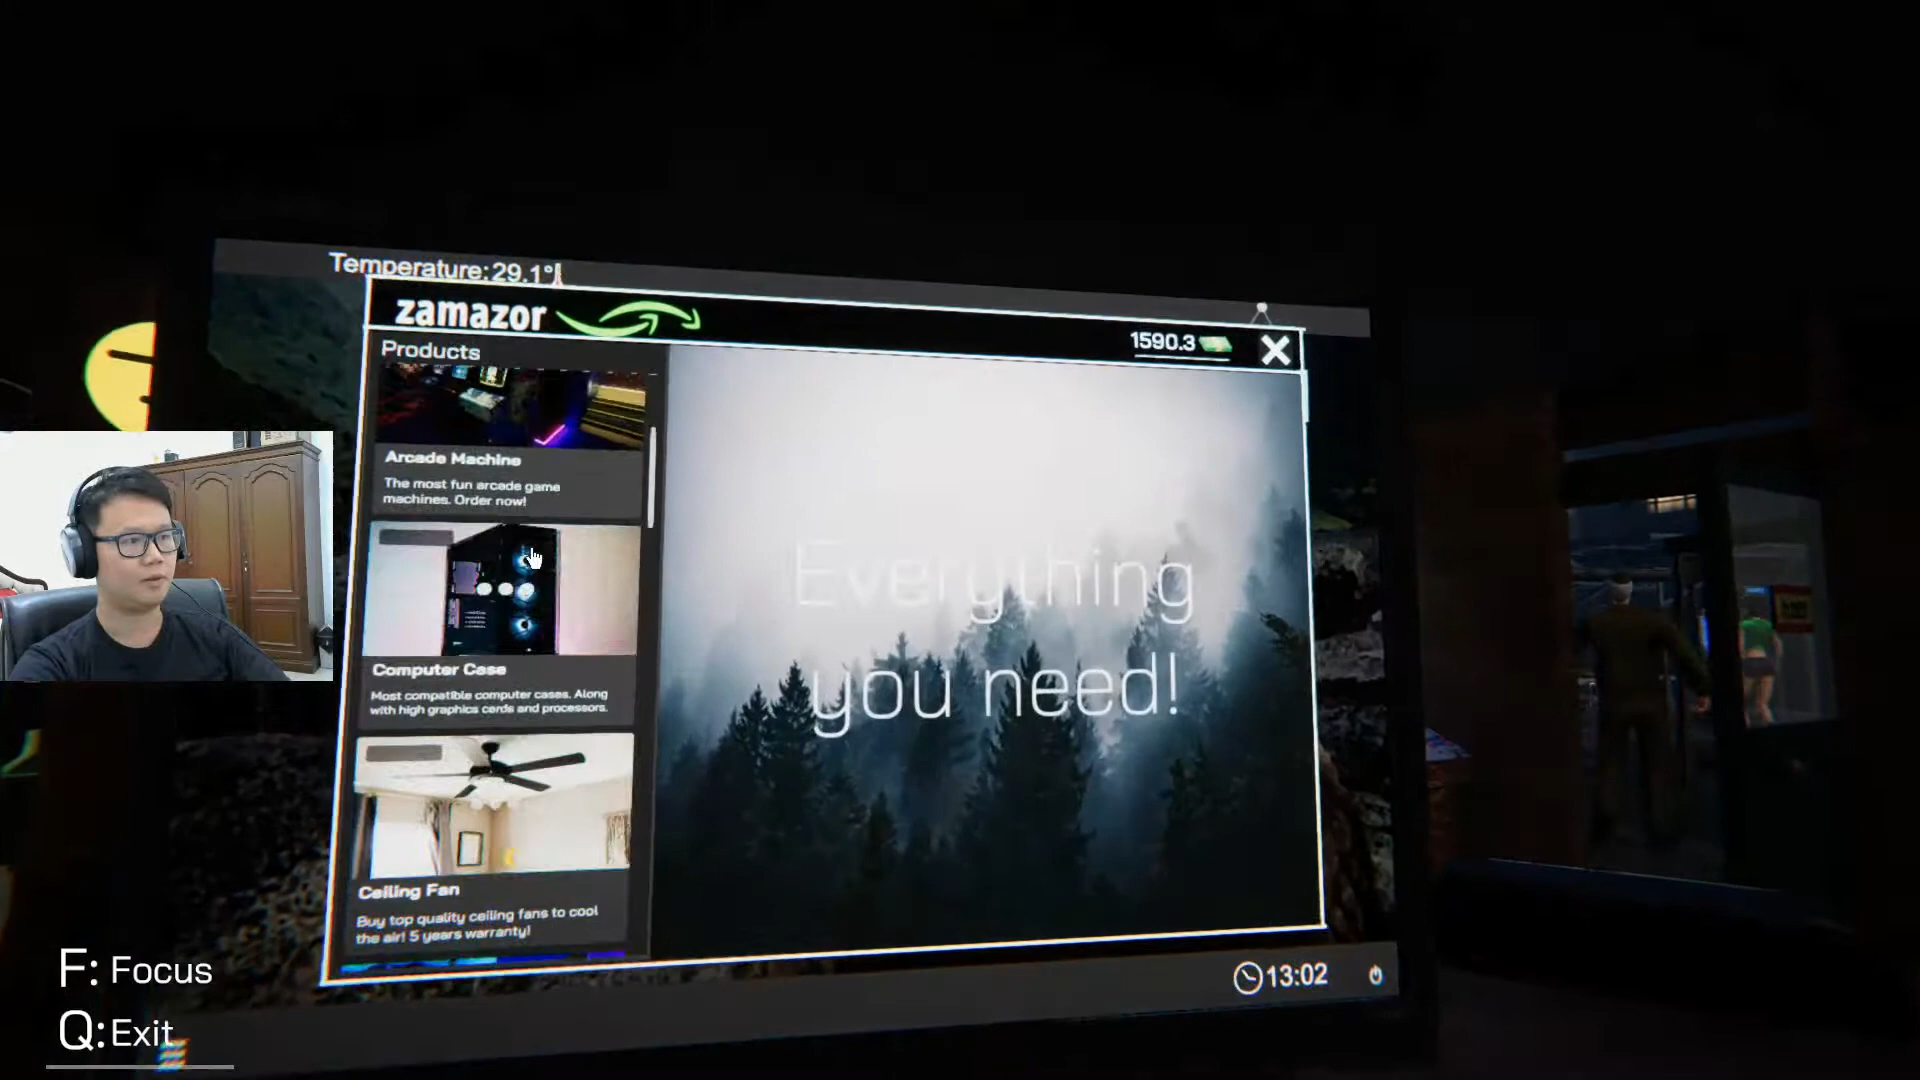 Temperature: 29.1°
zamazor
1590.3
Products
Arcade Machine
The most fun arcade game
machines. Order now!
Computer Case
Most compatible computer cases. Along
with high graphics cards and processors.
Ceiling Fan
Buy top quality ceiling fans to cool
the air! 5 years warranty!
Everything
you need!
F: Focus
Q: Exit
13:02